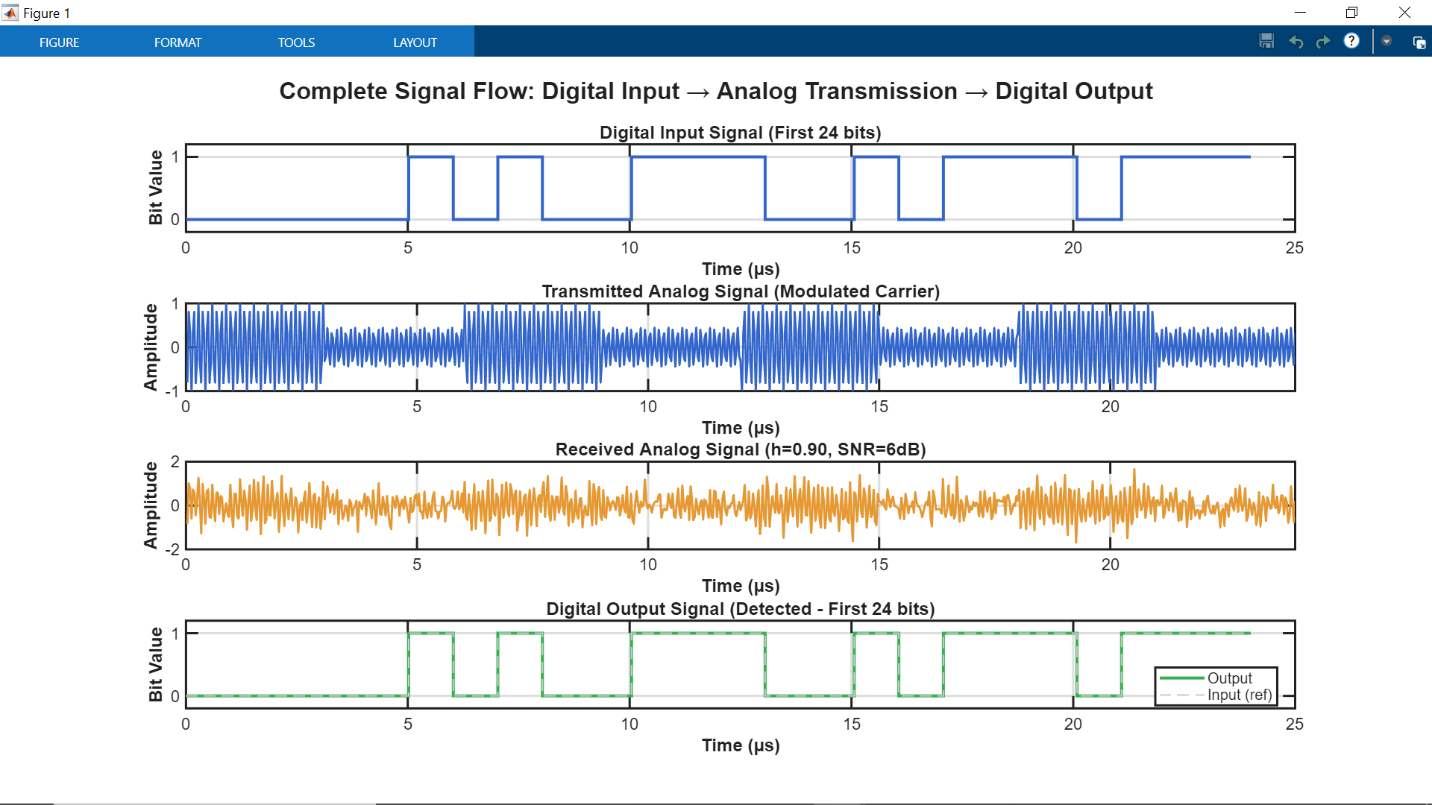 Figure 1
FIGURE FORMAT TOOLS LAYOUT ?
Complete Signal Flow: Digital Input → Analog Transmission → Digital Output
Digital Input Signal (First 24 bits)
Bit Value
1
0
0 5 10 15 20 25
Time (μs)
Transmitted Analog Signal (Modulated Carrier)
Amplitude
1
0
-1
0 5 10 15 20
Time (μs)
Received Analog Signal (h=0.90, SNR=6dB)
Amplitude
2
0
-2
0 5 10 15 20
Time (μs)
Digital Output Signal (Detected - First 24 bits)
Bit Value
1
0
Output
Input (ref)
0 5 10 15 20 25
Time (μs)